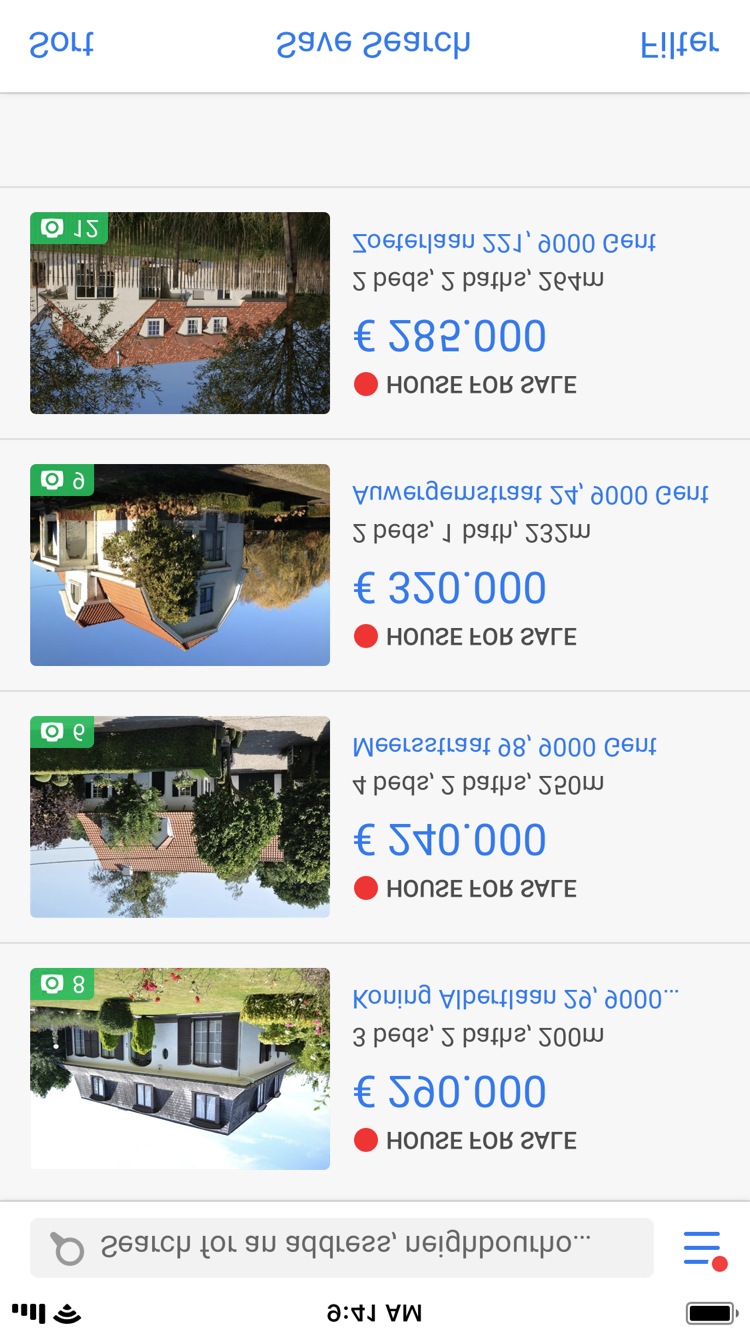 9:41 AM
Search for an address, neighbourho...
HOUSE FOR SALE
€ 290.000
3 beds, 2 baths, 200m
Koning Albertlaan 29, 9000...
8
HOUSE FOR SALE
€ 240.000
4 beds, 2 baths, 250m
Meersstraat 98, 9000 Gent
6
HOUSE FOR SALE
€ 320.000
2 beds, 1 bath, 232m
Auwergemstraat 24, 9000 Gent
9
HOUSE FOR SALE
€ 285.000
2 beds, 2 baths, 264m
Zoeterlaan 221, 9000 Gent
12
Sort
Save Search
Filter